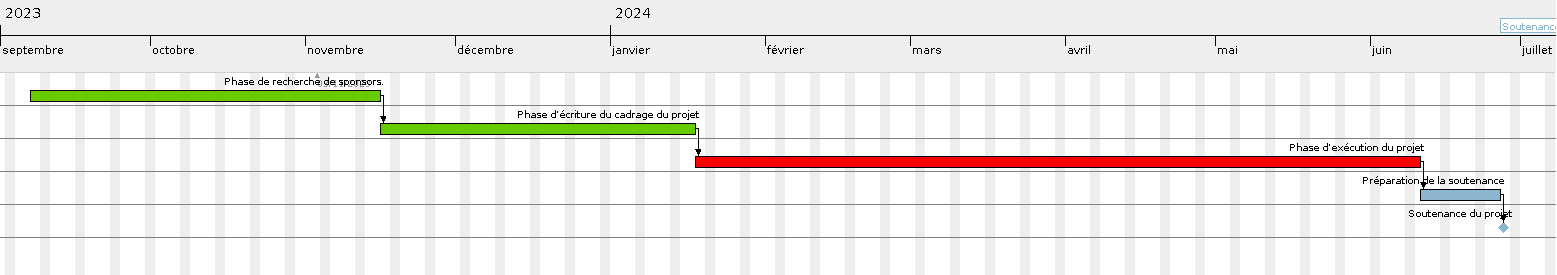 2023
2024
Soutenance
septembre octobre novembre décembre janvier février mars avril mai juin juillet
Phase de recherche de sponsors.
Phase d'écriture du cadrage du projet
Phase d'exécution du projet
Préparation de la soutenance
Soutenance du projet